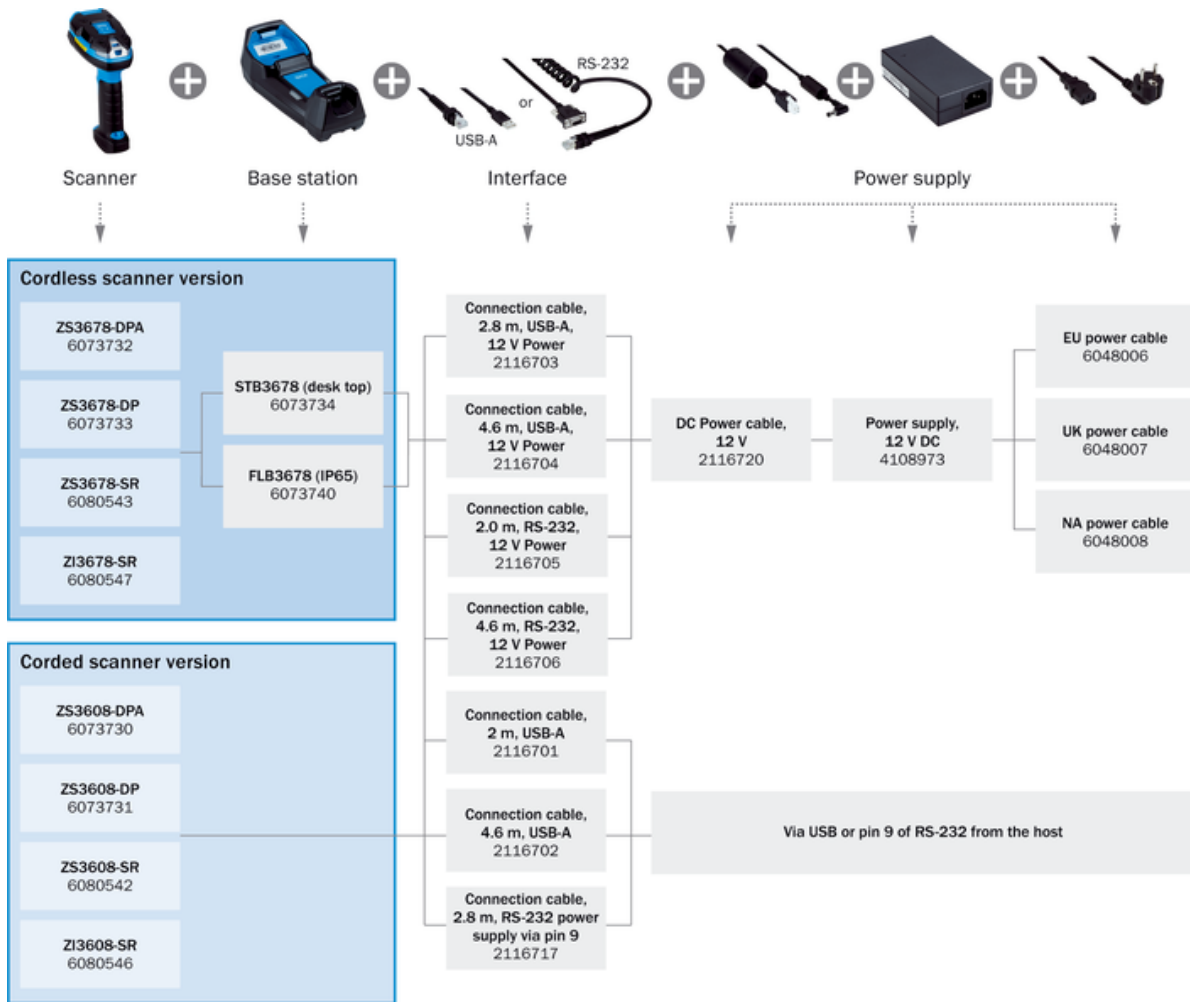 RS-232
or
USB-A
Scanner
Base station
Interface
Power supply
Cordless scanner version
ZS3678-DPA
6073732
ZS3678-DP
6073733
ZS3678-SR
6080543
ZI3678-SR
6080547
STB3678 (desk top)
6073734
FLB3678 (IP65)
6073740
Corded scanner version
ZS3608-DPA
6073730
ZS3608-DP
6073731
ZS3608-SR
6080542
ZI3608-SR
6080546
Connection cable,
2.8 m, USB-A,
12 V Power
2116703
Connection cable,
4.6 m, USB-A,
12 V Power
2116704
Connection cable,
2.0 m, RS-232,
12 V Power
2116705
Connection cable,
4.6 m, RS-232,
12 V Power
2116706
Connection cable,
2 m, USB-A
2116701
Connection cable,
4.6 m, USB-A
2116702
Connection cable,
2.8 m, RS-232 power
supply via pin 9
2116717
DC Power cable,
12 V
2116720
Power supply,
12 V DC
4108973
EU power cable
6048006
UK power cable
6048007
NA power cable
6048008
Via USB or pin 9 of RS-232 from the host